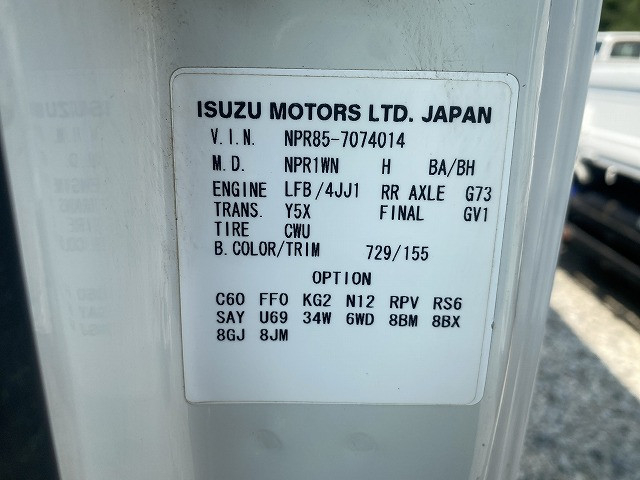 ISUZU MOTORS LTD. JAPAN
V.I.N. NPR85-7074014
M.D. NPR1WN H BA/BH
ENGINE LFB/4JJ1 RR AXLE G73
TRANS. Y5X FINAL GV1
TIRE CWU
B.COLOR/TRIM 729/155
OPTION
C60 FF0 KG2 N12 RPV RS6
SAY U69 34W 6WD 8BM 8BX
8GJ 8JM